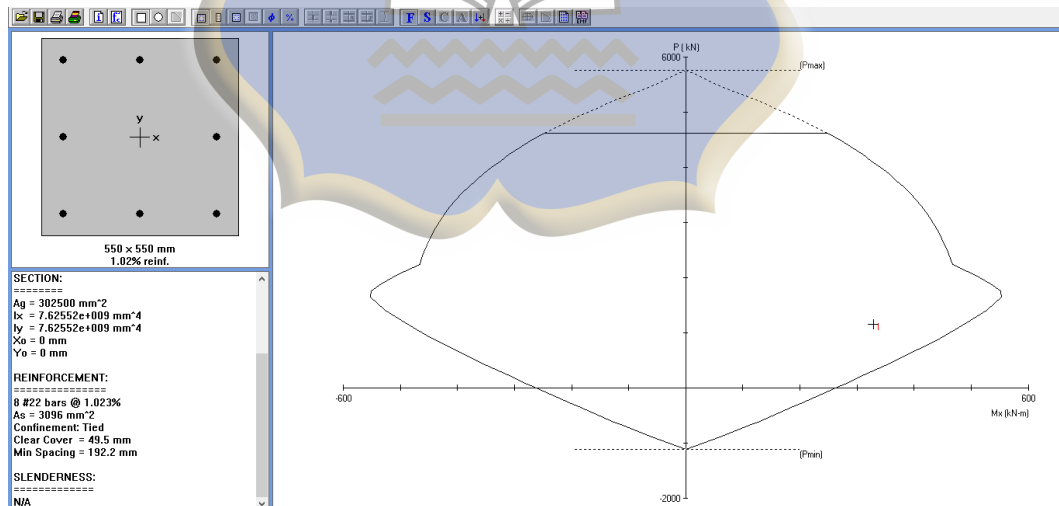 y
x
550 x 550 mm
1.02% reinf.
SECTION:
========
Ag = 302500 mm^2
Ix = 7.62552e+009 mm^4
Iy = 7.62552e+009 mm^4
Xo = 0 mm
Yo = 0 mm
REINFORCEMENT:
===============
8 #22 bars @ 1.023%
As = 3096 mm^2
Confinement: Tied
Clear Cover = 49.5 mm
Min Spacing = 192.2 mm
SLENDERNESS:
=============
N/A
P ( kN)
6000
(Pmax)
1
-600
600
Mx (kN-m)
(Pmin)
-2000